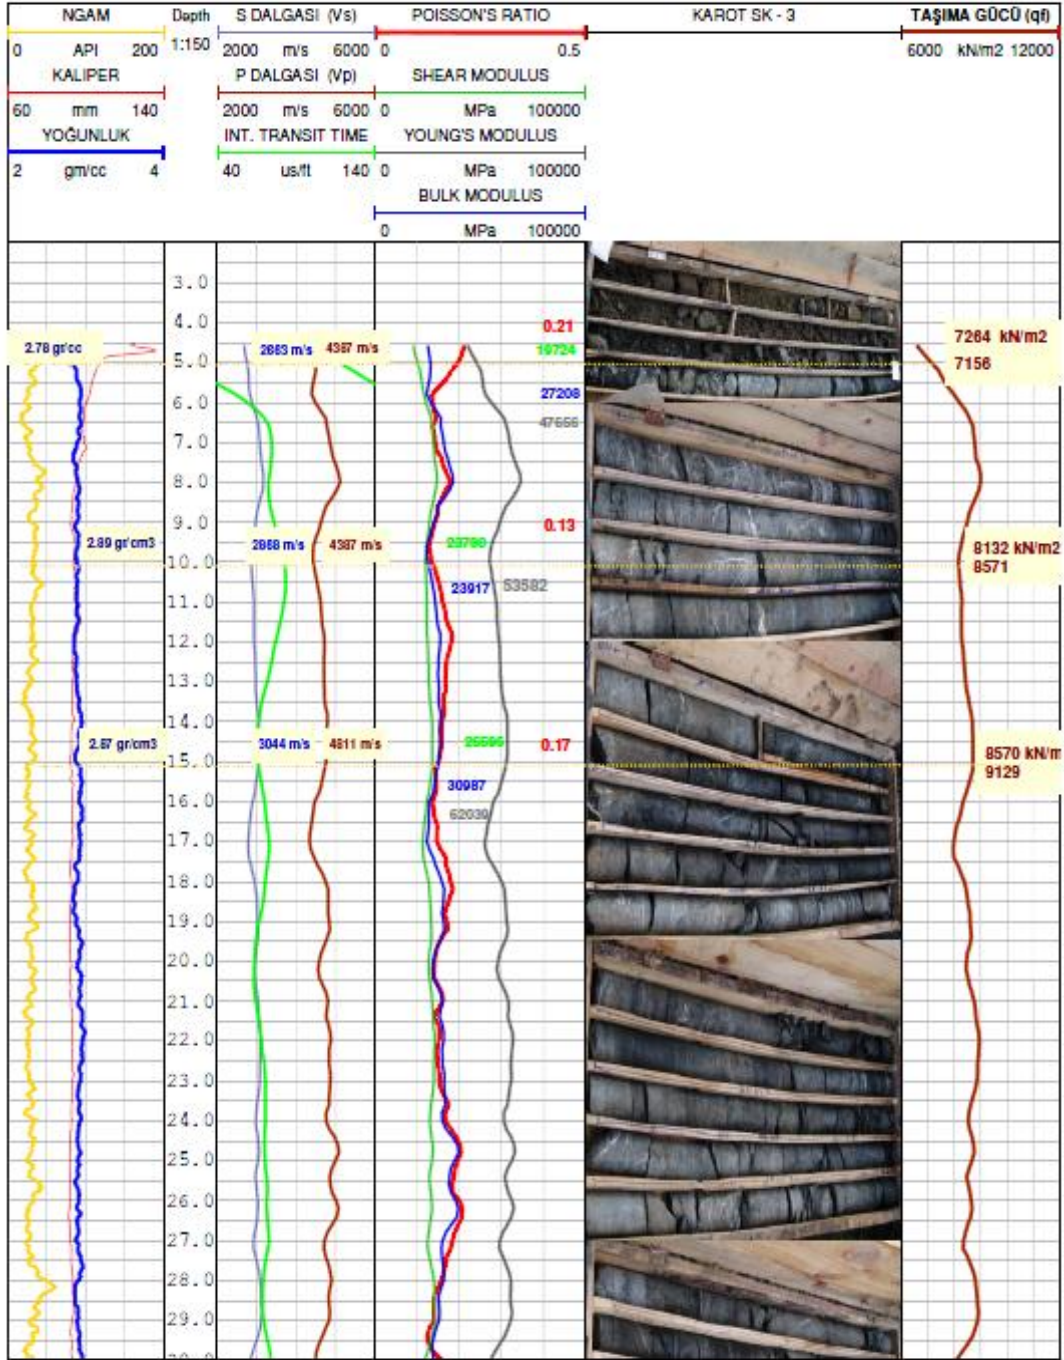 NGAM Depth S DALGASI (Vs) POISSON'S RATIO KAROT SK - 3 TAŞIMA GÜCÜ (qf)
0 API 200 1:150 2000 m/s 6000 0 0.5 6000 kN/m2 12000
KALIPER P DALGASI (Vp) SHEAR MODULUS
60 mm 140 2000 m/s 6000 0 MPa 100000
YOĞUNLUK INT. TRANSIT TIME YOUNG'S MODULUS
2 gm/cc 4 40 us/ft 140 0 MPa 100000
BULK MODULUS
0 MPa 100000
3.0
4.0 0.21 7264 kN/m2
2.78 gr/cc 2663 m/s 4387 m/s 19724
5.0 7156
27208
6.0 47666
7.0
8.0
9.0 0.13
2.89 gr/cm3 2868 m/s 4387 m/s 23790 8132 kN/m2
10.0 8571
23917 53582
11.0
12.0
13.0
14.0
2.87 gr/cm3 3044 m/s 4811 m/s 0.17 8570 kN/m
15.0 9129
30987
16.0 62039
17.0
18.0
19.0
20.0
21.0
22.0
23.0
24.0
25.0
26.0
27.0
28.0
29.0